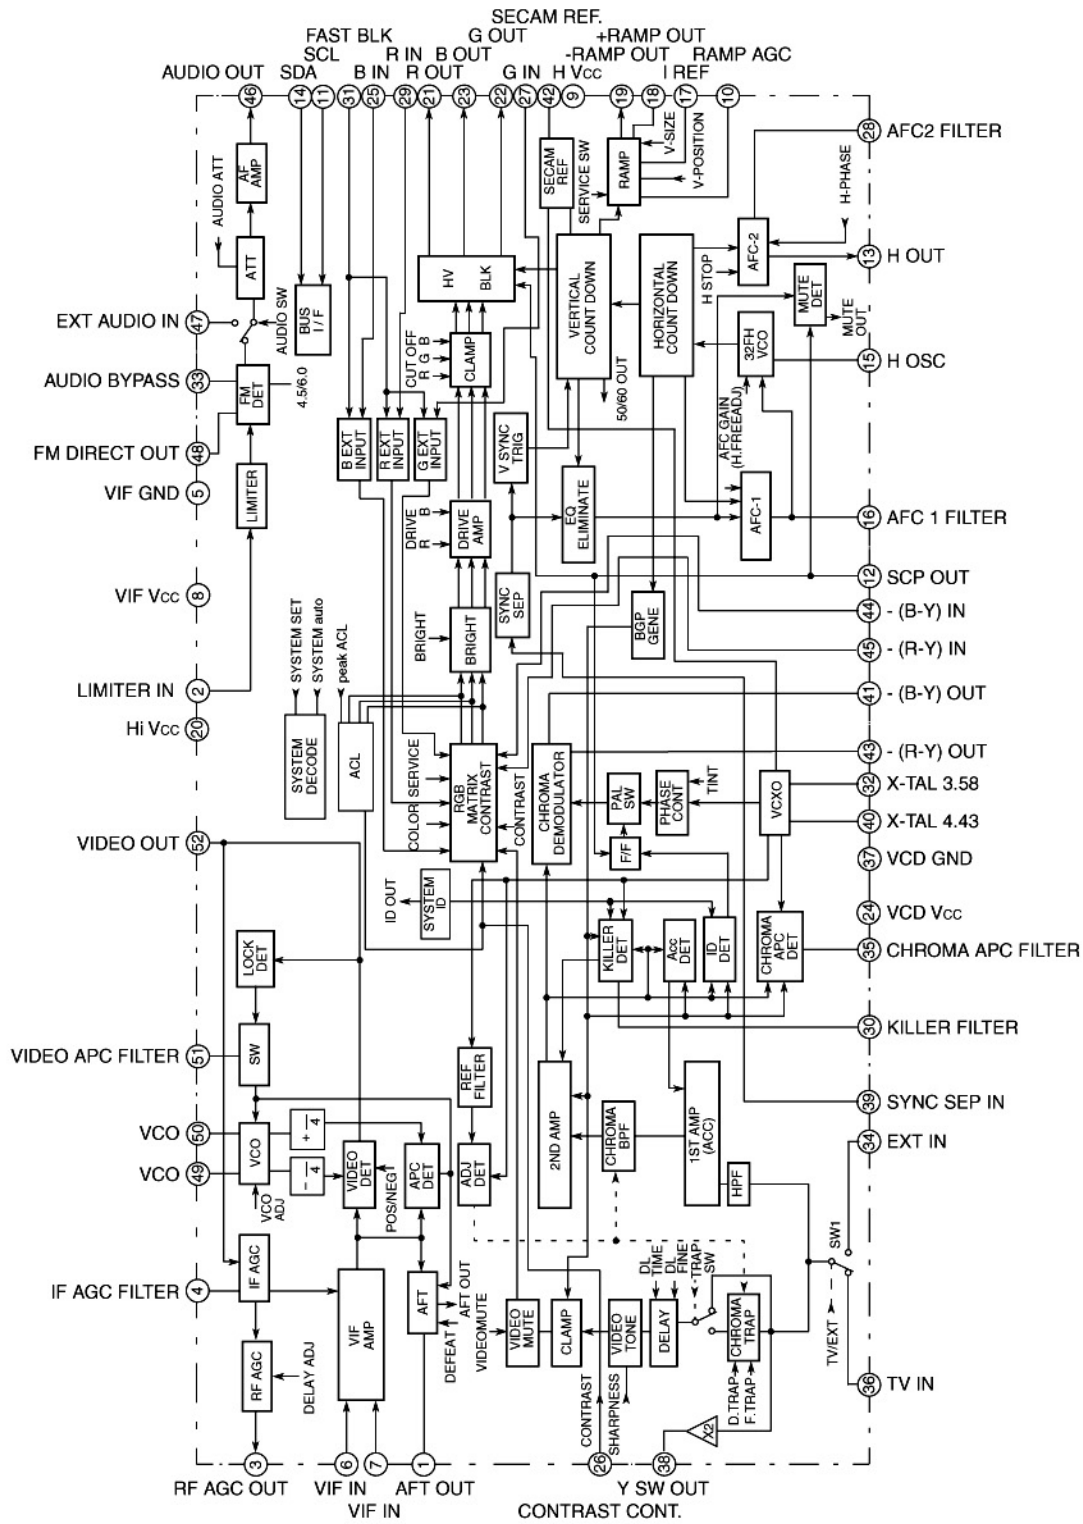 SECAM REF.
FAST BLK G OUT +RAMP OUT
SCL R IN B OUT -RAMP OUT RAMP AGC
AUDIO OUT SDA B IN R OUT G IN H Vcc I REF
46 14 11 31 25 29 21 23 22 27 42 9 19 18 17 10
28 AFC2 FILTER
AUDIO ATT
AF AMP
SECAM REF
SERVICE SW
RAMP
V-SIZE
V-POSITION
H-PHASE
ATT
HV BLK
VERTICAL COUNT DOWN
HORIZONTAL COUNT DOWN
H STOP
AFC-2
13 H OUT
MUTE DET
MUTE OUT
EXT AUDIO IN 47
AUDIO SW
BUS I / F
CUT OFF
R G B
CLAMP
32FH VCO
15 H OSC
AUDIO BYPASS 33
FM DET
4.5/6.0
50/60 OUT
AFC GAIN
(H.FREEADJ)
FM DIRECT OUT 48
B EXT INPUT
R EXT INPUT
G EXT INPUT
V SYNC TRIG
VIF GND 5
LIMITER
DRIVE
R B
DRIVE AMP
EQ ELIMINATE
AFC-1
16 AFC 1 FILTER
12 SCP OUT
VIF Vcc 8
SYSTEM SET
SYSTEM auto
peak ACL
BRIGHT
BRIGHT
SYNC SEP
BGP GENE
44 - (B-Y) IN
45 - (R-Y) IN
LIMITER IN 2
41 - (B-Y) OUT
Hi Vcc 20
SYSTEM DECODE
ACL
COLOR SERVICE
RGB MATRIX CONTRAST
CONTRAST
CHROMA DEMODULATOR
PAL SW
PHASE CONT
TINT
VCXO
43 - (R-Y) OUT
32 X-TAL 3.58
40 X-TAL 4.43
VIDEO OUT 52
F/F
37 VCD GND
ID OUT
SYSTEM ID
24 VCD Vcc
LOCK DET
KILLER DET
Acc DET
ID DET
CHROMA APC DET
35 CHROMA APC FILTER
30 KILLER FILTER
VIDEO APC FILTER 51
SW
REF FILTER
39 SYNC SEP IN
VCO 50
VCO
+ 4
2ND AMP
CHROMA BPF
1ST AMP (ACC)
34 EXT IN
VCO 49
- 4
VIDEO DET
POS/NEG1
APC DET
ADJ DET
HPF
VCO ADJ
SW1
IF AGC FILTER 4
IF AGC
VIF AMP
AFT
AFT OUT
DEFEAT
VIDEOMUTE
VIDEO MUTE
CLAMP
VIDEO TONE
DELAY
DL TIME
DL FINE
TRAP SW
CHROMA TRAP
TV/EXT
RF AGC
DELAY ADJ
CONTRAST
SHARPNESS
D.TRAP
F.TRAP
36 TV IN
X2
3 6 7 1 26 38
RF AGC OUT VIF IN AFT OUT Y SW OUT
VIF IN CONTRAST CONT.